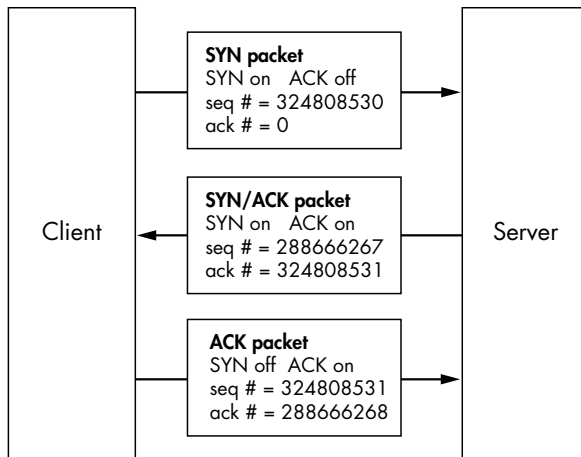 SYN packet
SYN on ACK off
seq # = 324808530
ack # = 0
Client
SYN/ACK packet
SYN on ACK on
seq # = 288666267
ack # = 324808531
Server
ACK packet
SYN off ACK on
seq # = 324808531
ack # = 288666268